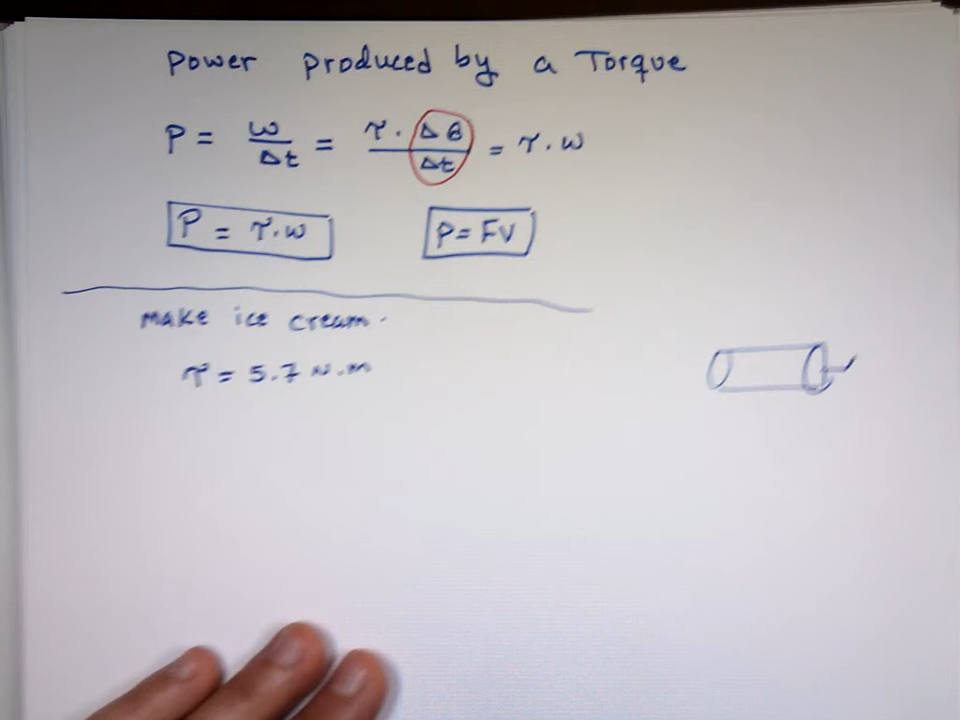 Power produced by a Torque
P = W/Δt = τ · Δθ/Δt = τ · ω
P = τ·ω P = Fv
make ice cream.
τ = 5.7 N.m